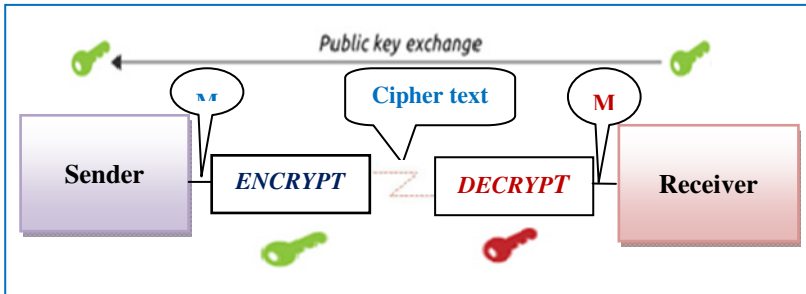 Public key exchange
M
Cipher text
M
Sender
ENCRYPT
DECRYPT
Receiver